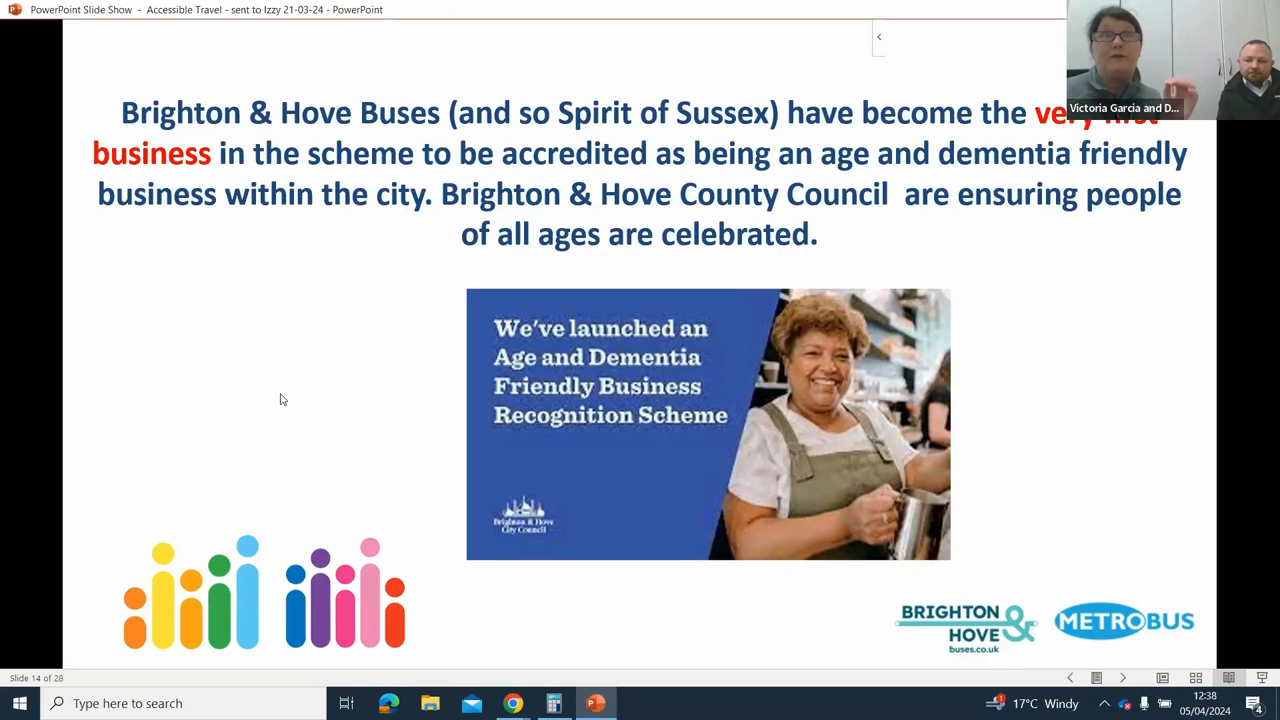 PowerPoint Slide Show - Accessible Travel - sent to Izzy 21-03-24 - PowerPoint
Victoria Garcia and D...
Brighton & Hove Buses (and so Spirit of Sussex) have become the very first
business in the scheme to be accredited as being an age and dementia friendly
business within the city. Brighton & Hove County Council are ensuring people
of all ages are celebrated.
We've launched an
Age and Dementia
Friendly Business
Recognition Scheme
Brighton & Hove
City Council
BRIGHTON
& HOVE
buses.co.uk
METROBUS
Slide 14 of 28
Type here to search
1
17°C Windy
12:38
05/04/2024
4